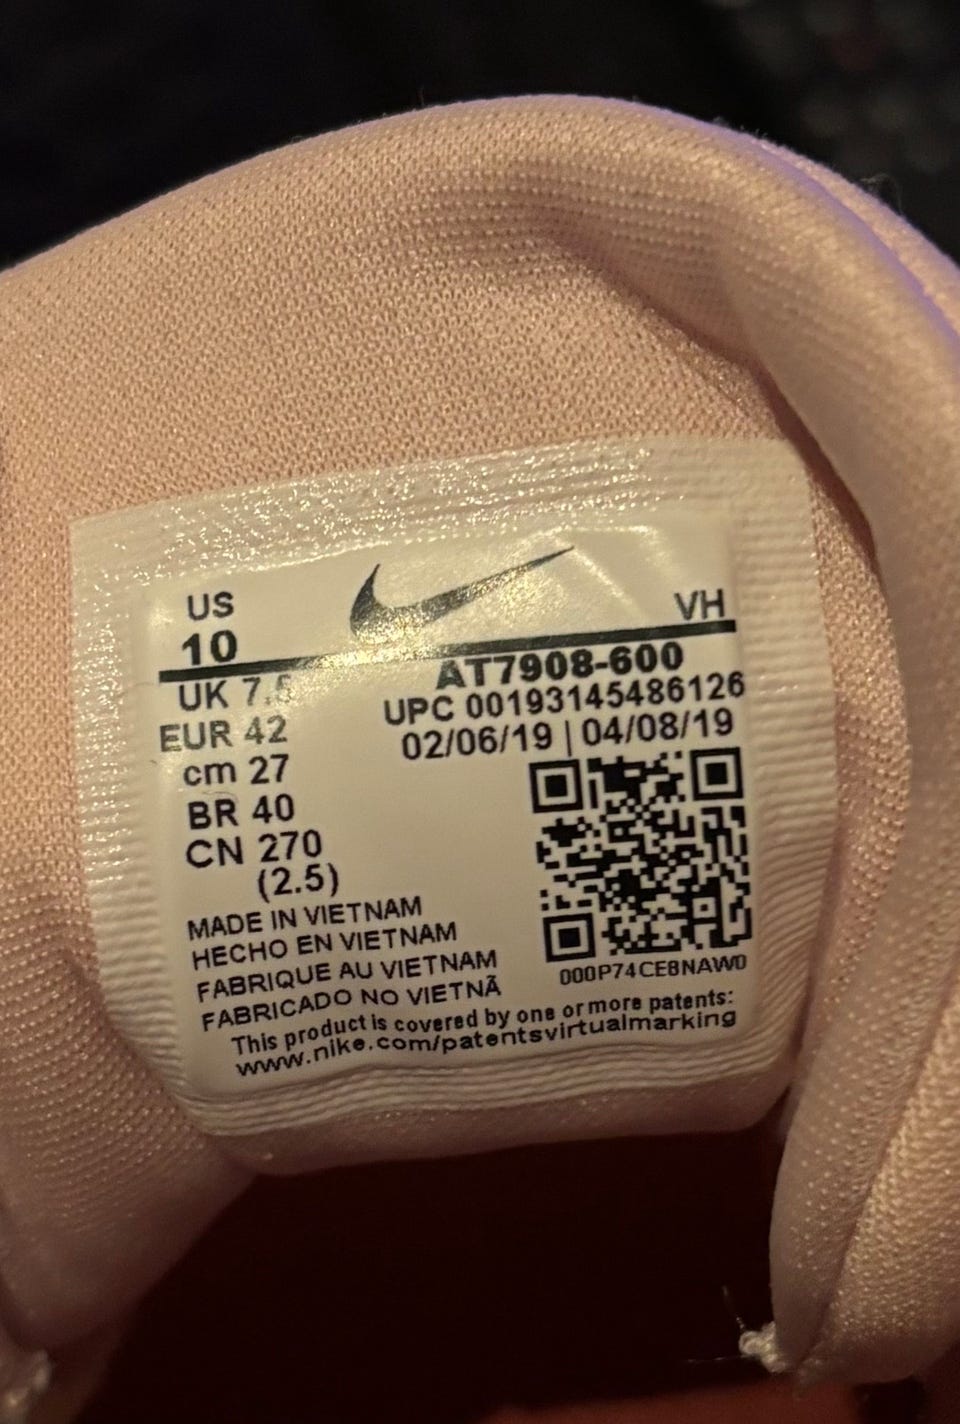 US
10
VH
UK 7.5
EUR 42
cm 27
BR 40
CN 270
(2.5)
AT7908-600
UPC 00193145486126
02/06/19 | 04/08/19
000P74CE8NAW0
MADE IN VIETNAM
HECHO EN VIETNAM
FABRIQUE AU VIETNAM
FABRICADO NO VIETNÃ
This product is covered by one or more patents:
www.nike.com/patentsvirtualmarking